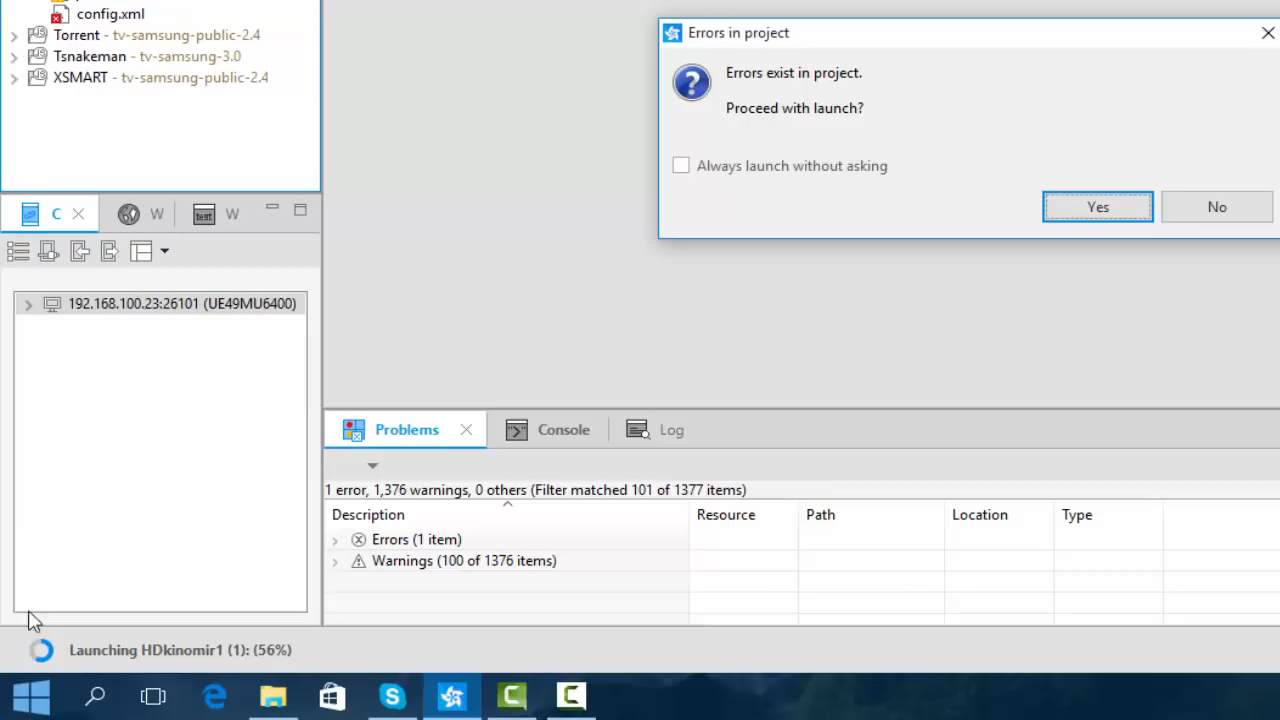 config.xml
Torrent - tv-samsung-public-2.4
Tsnakeman - tv-samsung-3.0
XSMART - tv-samsung-public-2.4
Errors in project
Errors exist in project.
Proceed with launch?
Always launch without asking
Yes No
C W W
test
192.168.100.23:26101 (UE49MU6400)
Problems Console Log
1 error, 1,376 warnings, 0 others (Filter matched 101 of 1377 items)
Description Resource Path Location Type
Errors (1 item)
Warnings (100 of 1376 items)
Launching HDkinomir1 (1): (56%)